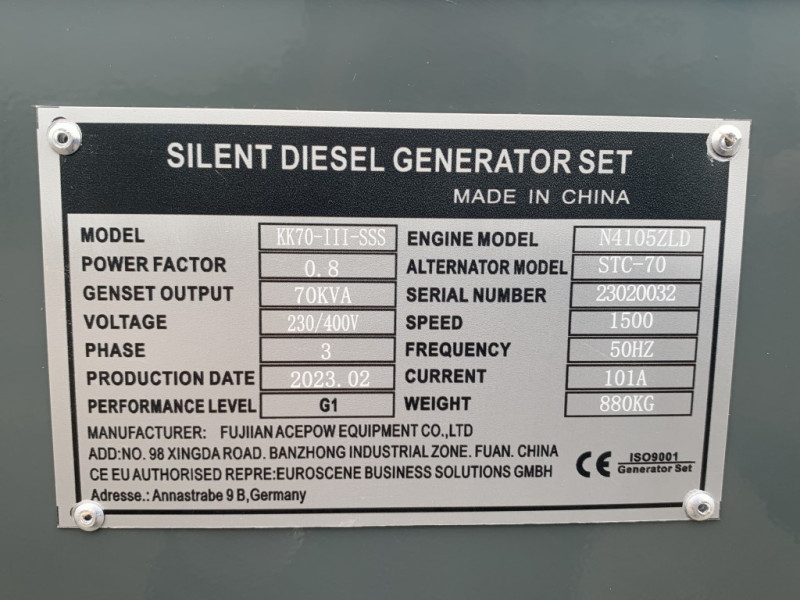 SILENT DIESEL GENERATOR SET
MADE IN CHINA
MODEL KK70-III-SSS ENGINE MODEL N4105ZLD
POWER FACTOR 0.8 ALTERNATOR MODEL STC-70
GENSET OUTPUT 70KVA SERIAL NUMBER 23020032
VOLTAGE 230/400V SPEED 1500
PHASE 3 FREQUENCY 50HZ
PRODUCTION DATE 2023.02 CURRENT 101A
PERFORMANCE LEVEL G1 WEIGHT 880KG
MANUFACTURER: FUJIIAN ACEPOW EQUIPMENT CO.,LTD
ADD:NO. 98 XINGDA ROAD. BANZHONG INDUSTRIAL ZONE. FUAN. CHINA
CE EU AUTHORISED REPRE:EUROSCENE BUSINESS SOLUTIONS GMBH
Adresse.: Annastrabe 9 B,Germany
CE ISO9001
Generator Set